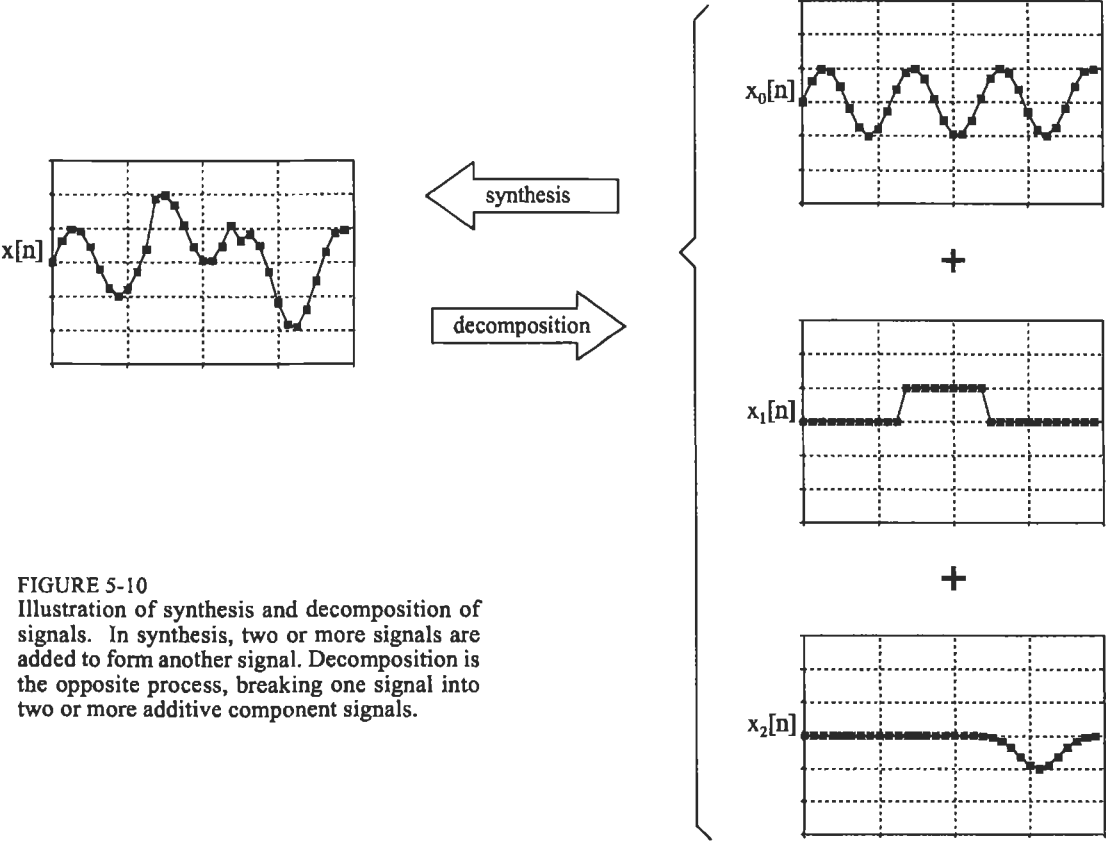 x[n]
synthesis
decomposition
x₀[n]
+
x₁[n]
+
x₂[n]
FIGURE 5-10
Illustration of synthesis and decomposition of
signals. In synthesis, two or more signals are
added to form another signal. Decomposition is
the opposite process, breaking one signal into
two or more additive component signals.